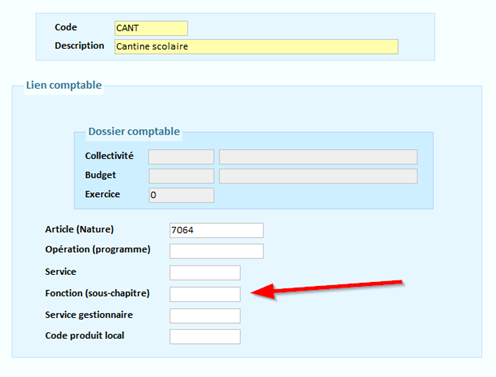 Code CANT
Description Cantine scolaire
Lien comptable
Dossier comptable
Collectivité
Budget
Exercice 0
Article (Nature) 7064
Opération (programme)
Service
Fonction (sous-chapitre)
Service gestionnaire
Code produit local